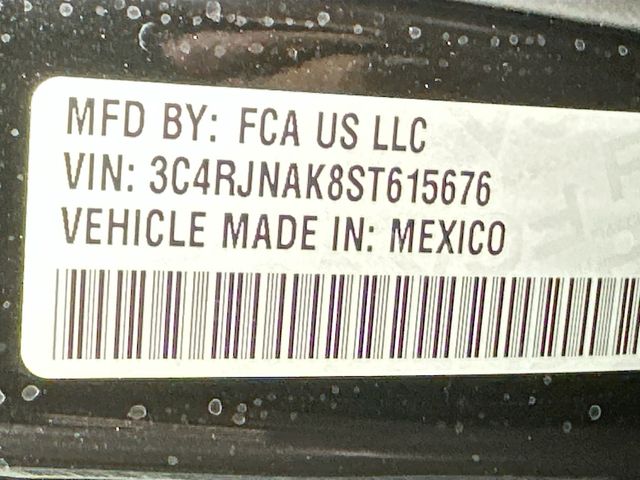 MFD BY: FCA US LLC
VIN: 3C4RJNAK8ST615676
VEHICLE MADE IN: MEXICO